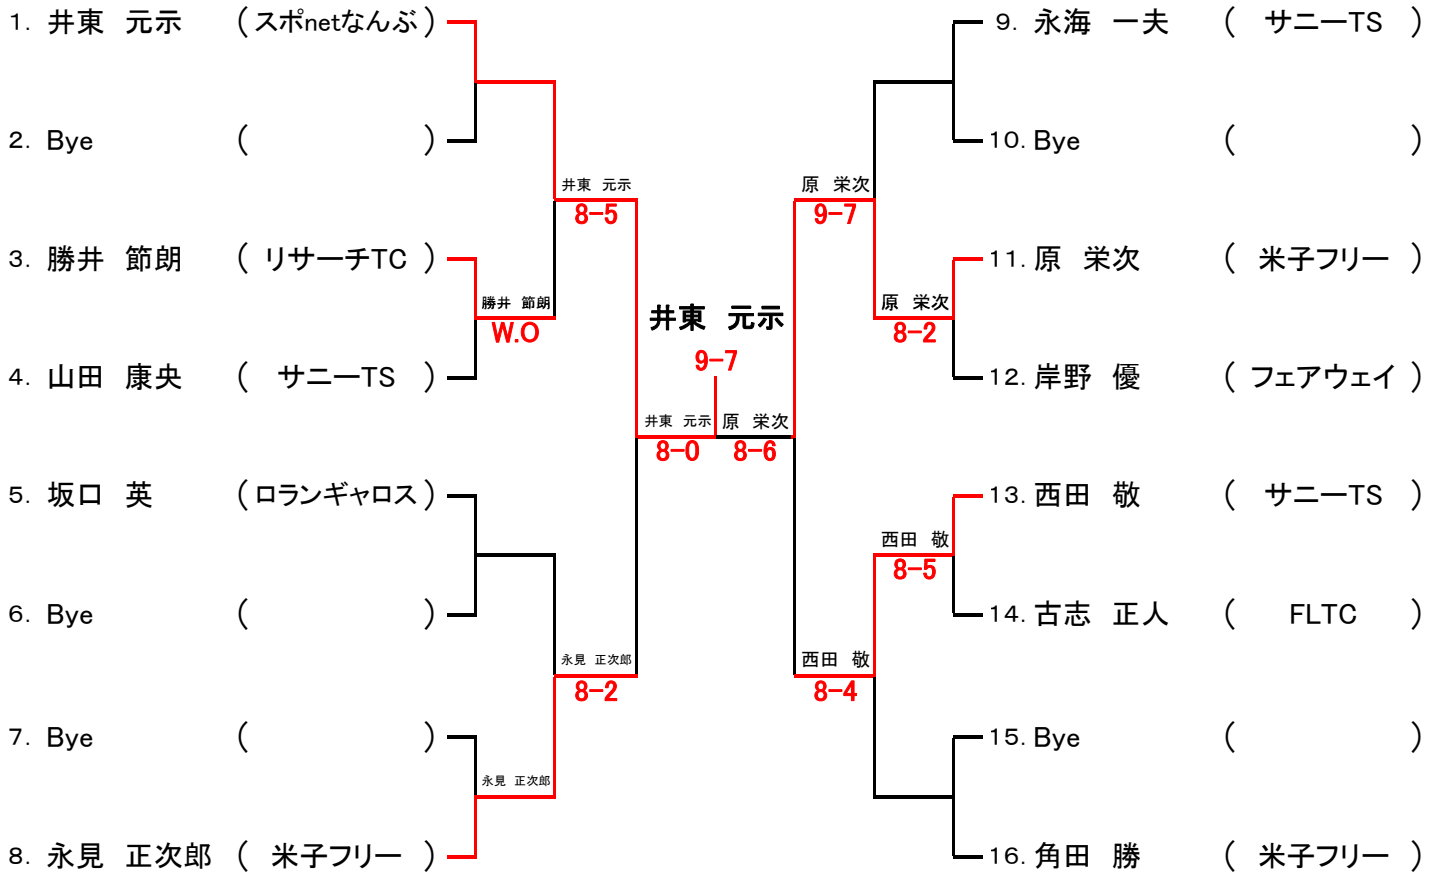 1. 井東　元示　（スポnetなんぶ）
2. Bye　（　　　）
井東　元示
8-5
3. 勝井　節朗　（リサーチTC）
勝井　節朗
W.O
4. 山田　康央　（サニーTS）
5. 坂口　英　（ロランギャロス）
6. Bye　（　　　）
永見　正次郎
8-2
7. Bye　（　　　）
永見　正次郎
8. 永見　正次郎　（米子フリー）
井東　元示
9-7
井東　元示
8-0
原　栄次
8-6
9. 永海　一夫　（サニーTS）
10. Bye　（　　　）
原　栄次
9-7
11. 原　栄次　（米子フリー）
原　栄次
8-2
12. 岸野　優　（フェアウェイ）
13. 西田　敬　（サニーTS）
西田　敬
8-5
14. 古志　正人　（FLTC）
西田　敬
8-4
15. Bye　（　　　）
16. 角田　勝　（米子フリー）